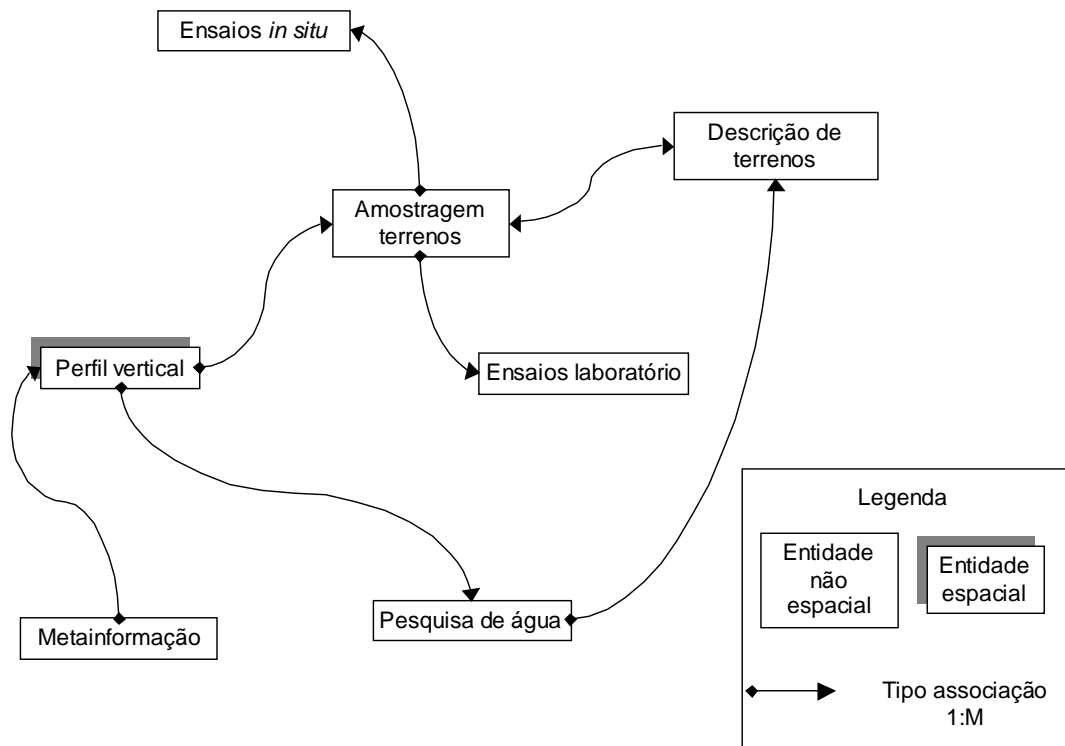 Ensaios in situ
Descrição de
terrenos
Amostragem
terrenos
Perfil vertical
Ensaios laboratório
Metainformação
Pesquisa de água
Legenda
Entidade
não
espacial
Entidade
espacial
Tipo associação
1:M